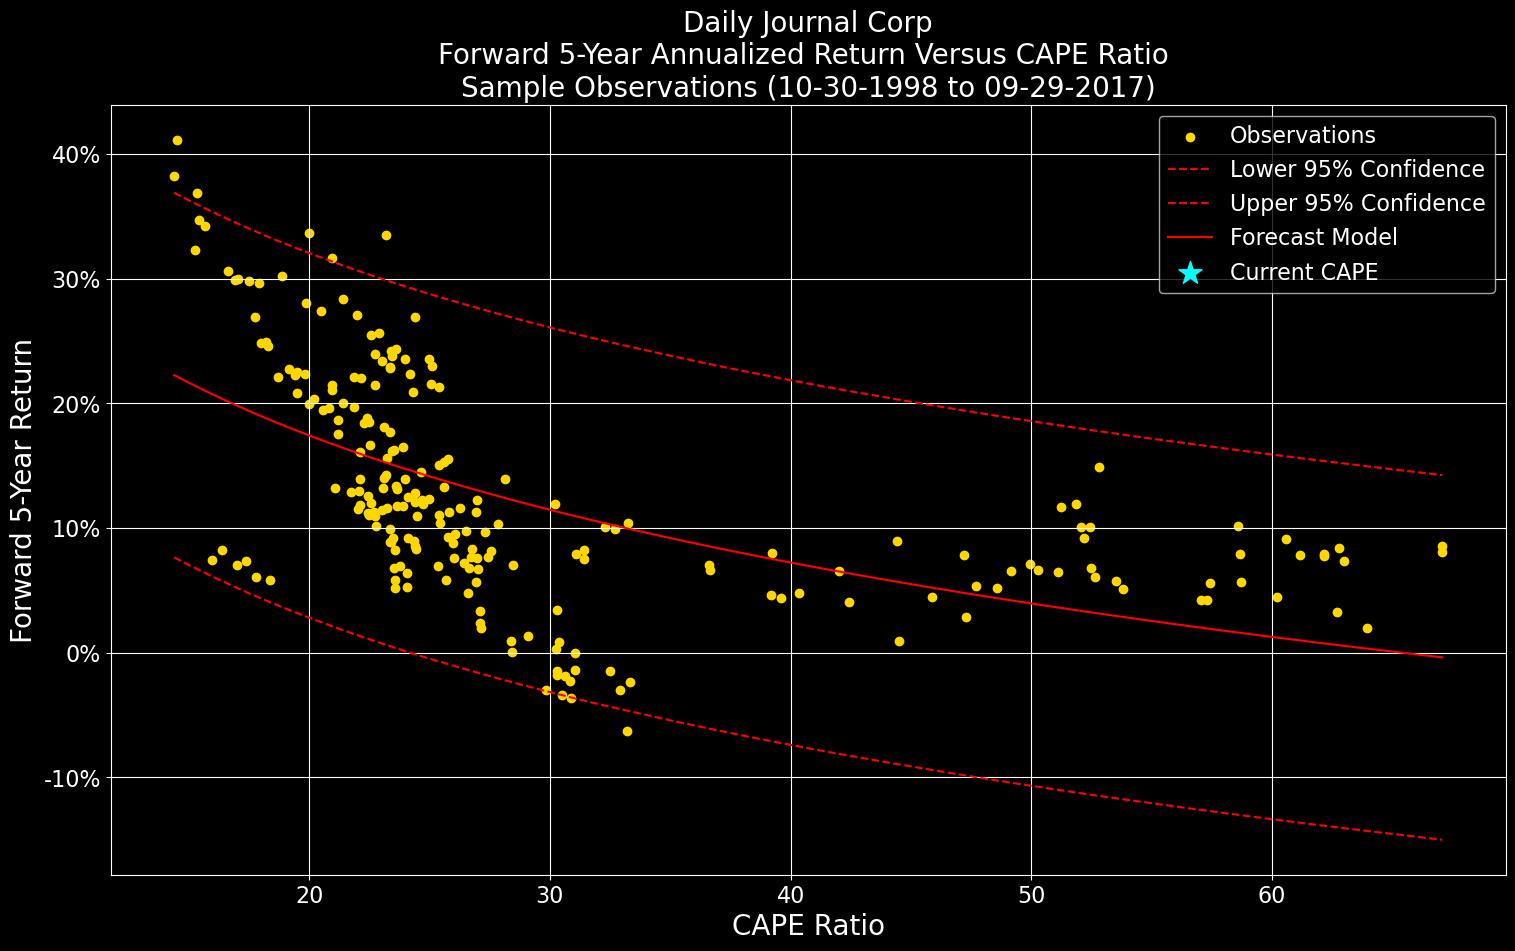 Daily Journal Corp
Forward 5-Year Annualized Return Versus CAPE Ratio
Sample Observations (10-30-1998 to 09-29-2017)
Observations
Lower 95% Confidence
Upper 95% Confidence
Forecast Model
Current CAPE
Forward 5-Year Return
40%
30%
20%
10%
0%
-10%
20 30 40 50 60
CAPE Ratio